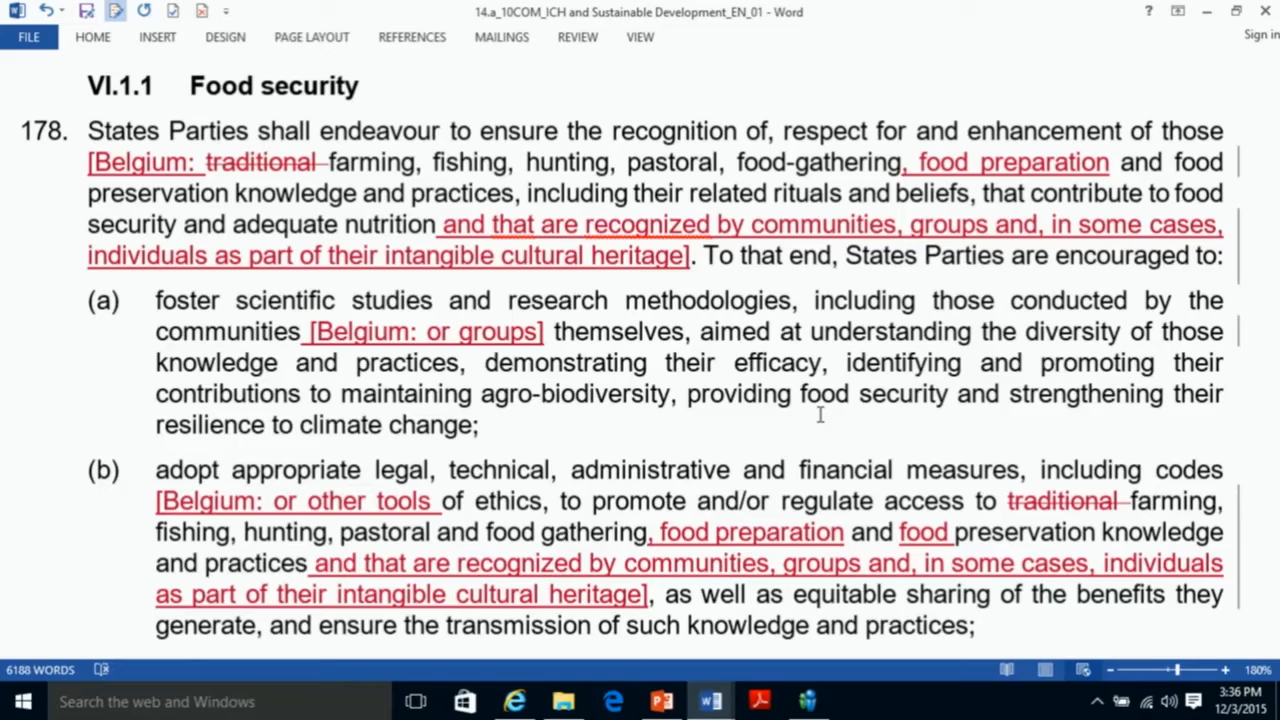 14.a_10COM_ICH and Sustainable Development_EN_01 - Word
FILE HOME INSERT DESIGN PAGE LAYOUT REFERENCES MAILINGS REVIEW VIEW Sign in
VI.1.1 Food security
178. States Parties shall endeavour to ensure the recognition of, respect for and enhancement of those
[Belgium: traditional farming, fishing, hunting, pastoral, food-gathering, food preparation and food
preservation knowledge and practices, including their related rituals and beliefs, that contribute to food
security and adequate nutrition and that are recognized by communities, groups and, in some cases,
individuals as part of their intangible cultural heritage]. To that end, States Parties are encouraged to:
(a) foster scientific studies and research methodologies, including those conducted by the
communities [Belgium: or groups] themselves, aimed at understanding the diversity of those
knowledge and practices, demonstrating their efficacy, identifying and promoting their
contributions to maintaining agro-biodiversity, providing food security and strengthening their
resilience to climate change;
(b) adopt appropriate legal, technical, administrative and financial measures, including codes
[Belgium: or other tools of ethics, to promote and/or regulate access to traditional farming,
fishing, hunting, pastoral and food gathering, food preparation and food preservation knowledge
and practices and that are recognized by communities, groups and, in some cases, individuals
as part of their intangible cultural heritage], as well as equitable sharing of the benefits they
generate, and ensure the transmission of such knowledge and practices;
6188 WORDS 180%
Search the web and Windows
3:36 PM
12/3/2015